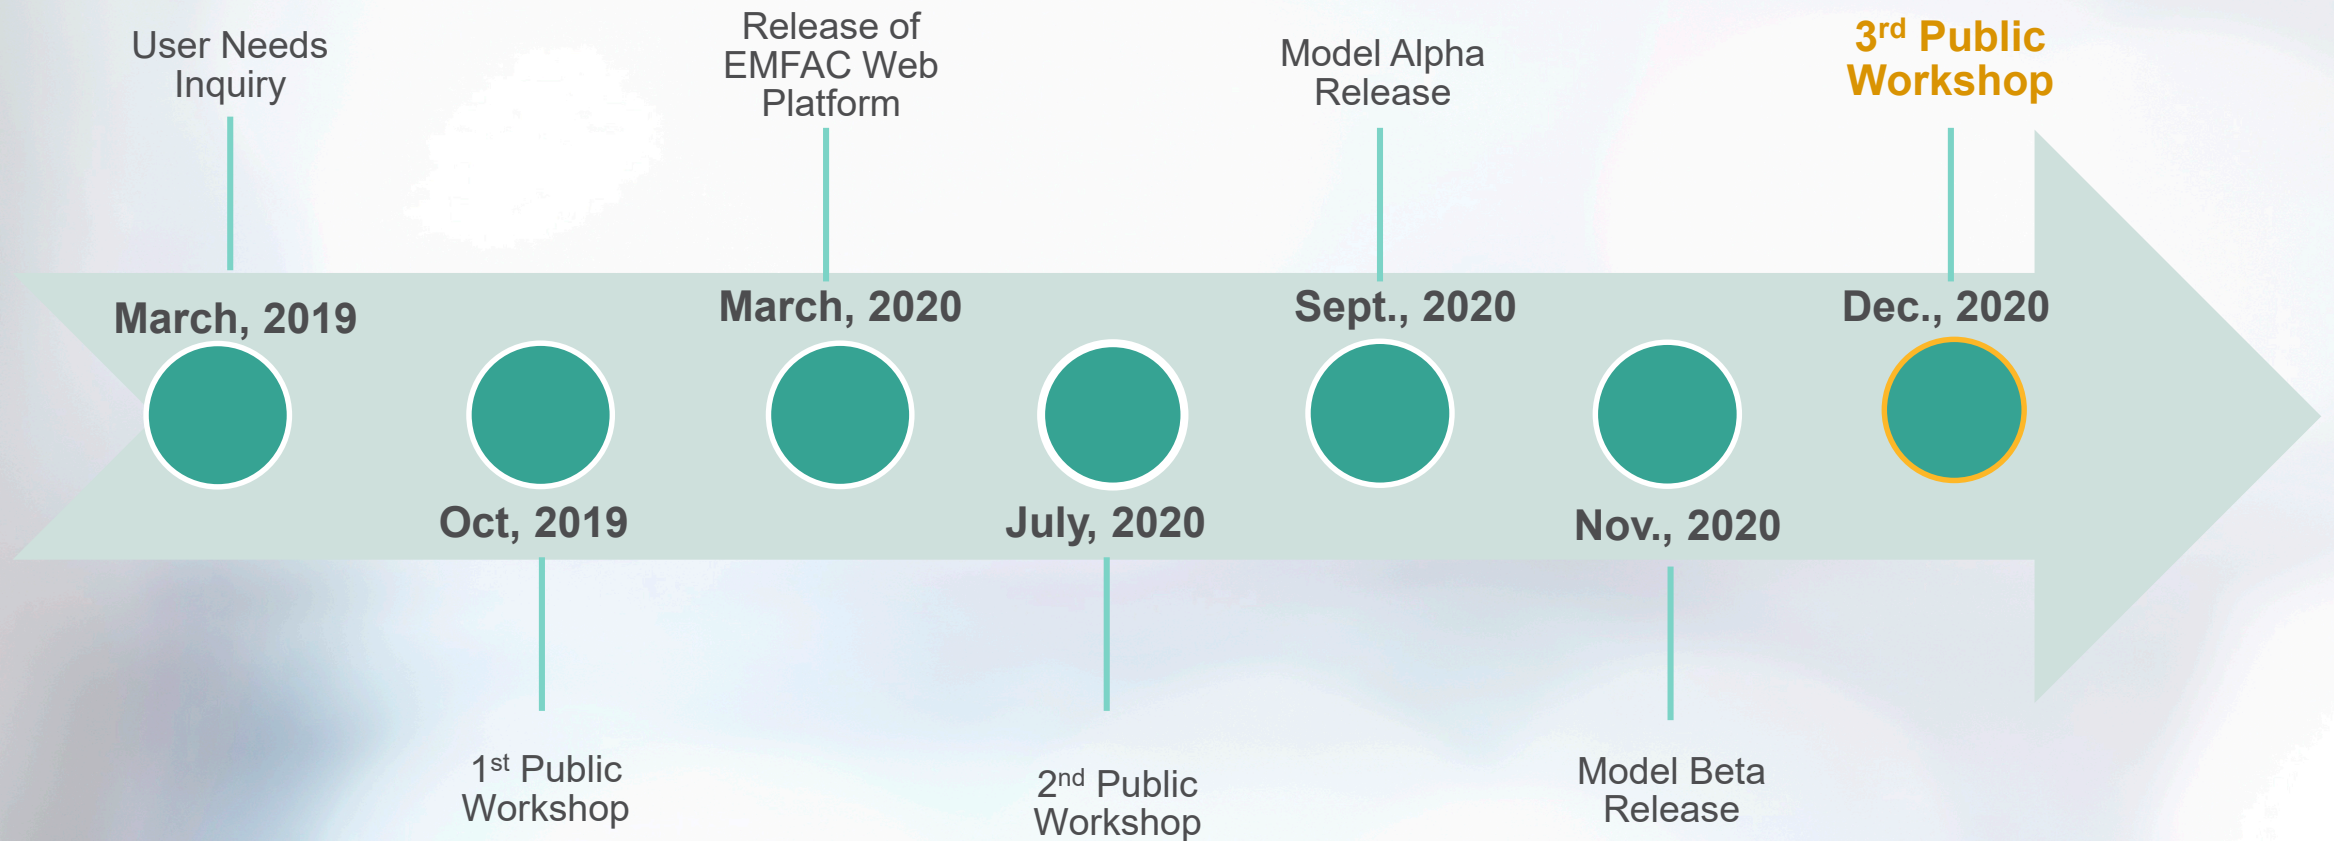 User Needs
Inquiry
Release of
EMFAC Web
Platform
Model Alpha
Release
3rd Public
Workshop
March, 2019
March, 2020
Sept., 2020
Dec., 2020
Oct, 2019
July, 2020
Nov., 2020
1st Public
Workshop
2nd Public
Workshop
Model Beta
Release